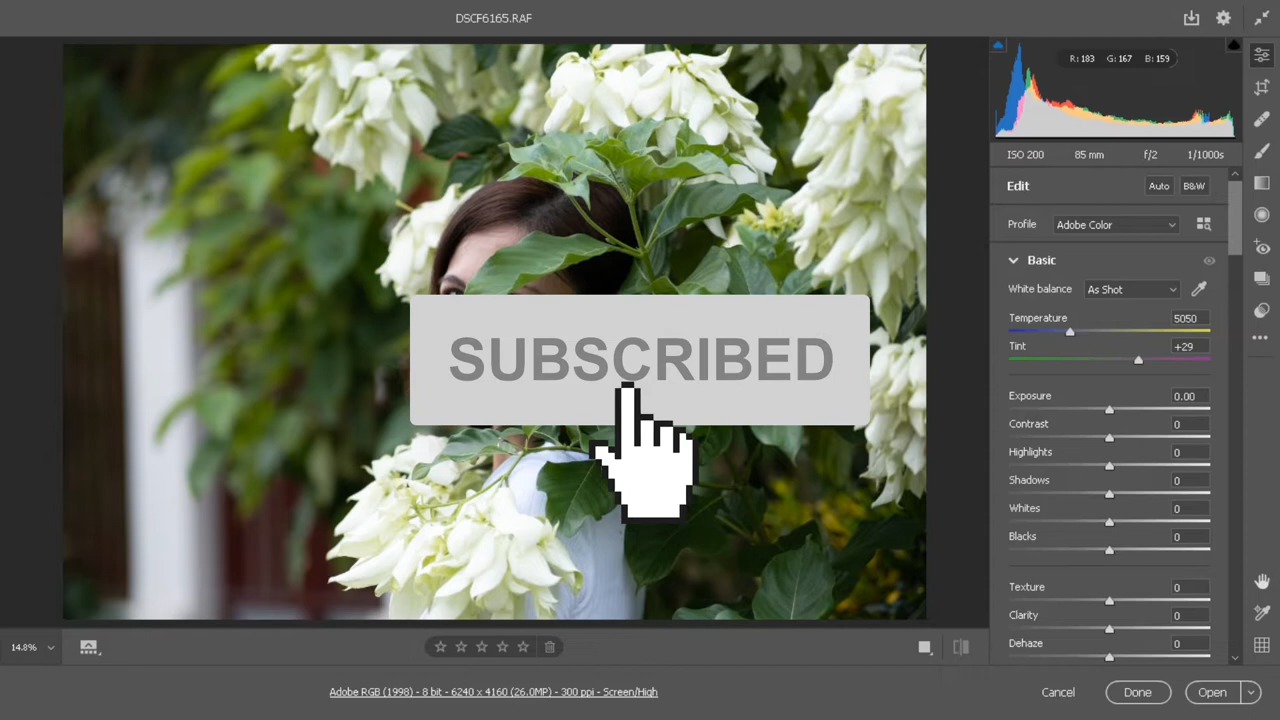 DSCF6165.RAF
R: 183 G: 167 B: 159
ISO 200 85 mm f/2 1/1000s
Edit Auto B&W
Profile Adobe Color
Basic
White balance As Shot
Temperature 5050
Tint +29
SUBSCRIBED
Exposure 0.00
Contrast 0
Highlights 0
Shadows 0
Whites 0
Blacks 0
Texture 0
Clarity 0
Dehaze 0
14.8%
Adobe RGB (1998) - 8 bit - 6240 x 4160 (26.0MP) - 300 ppi - Screen/High
Cancel Done Open